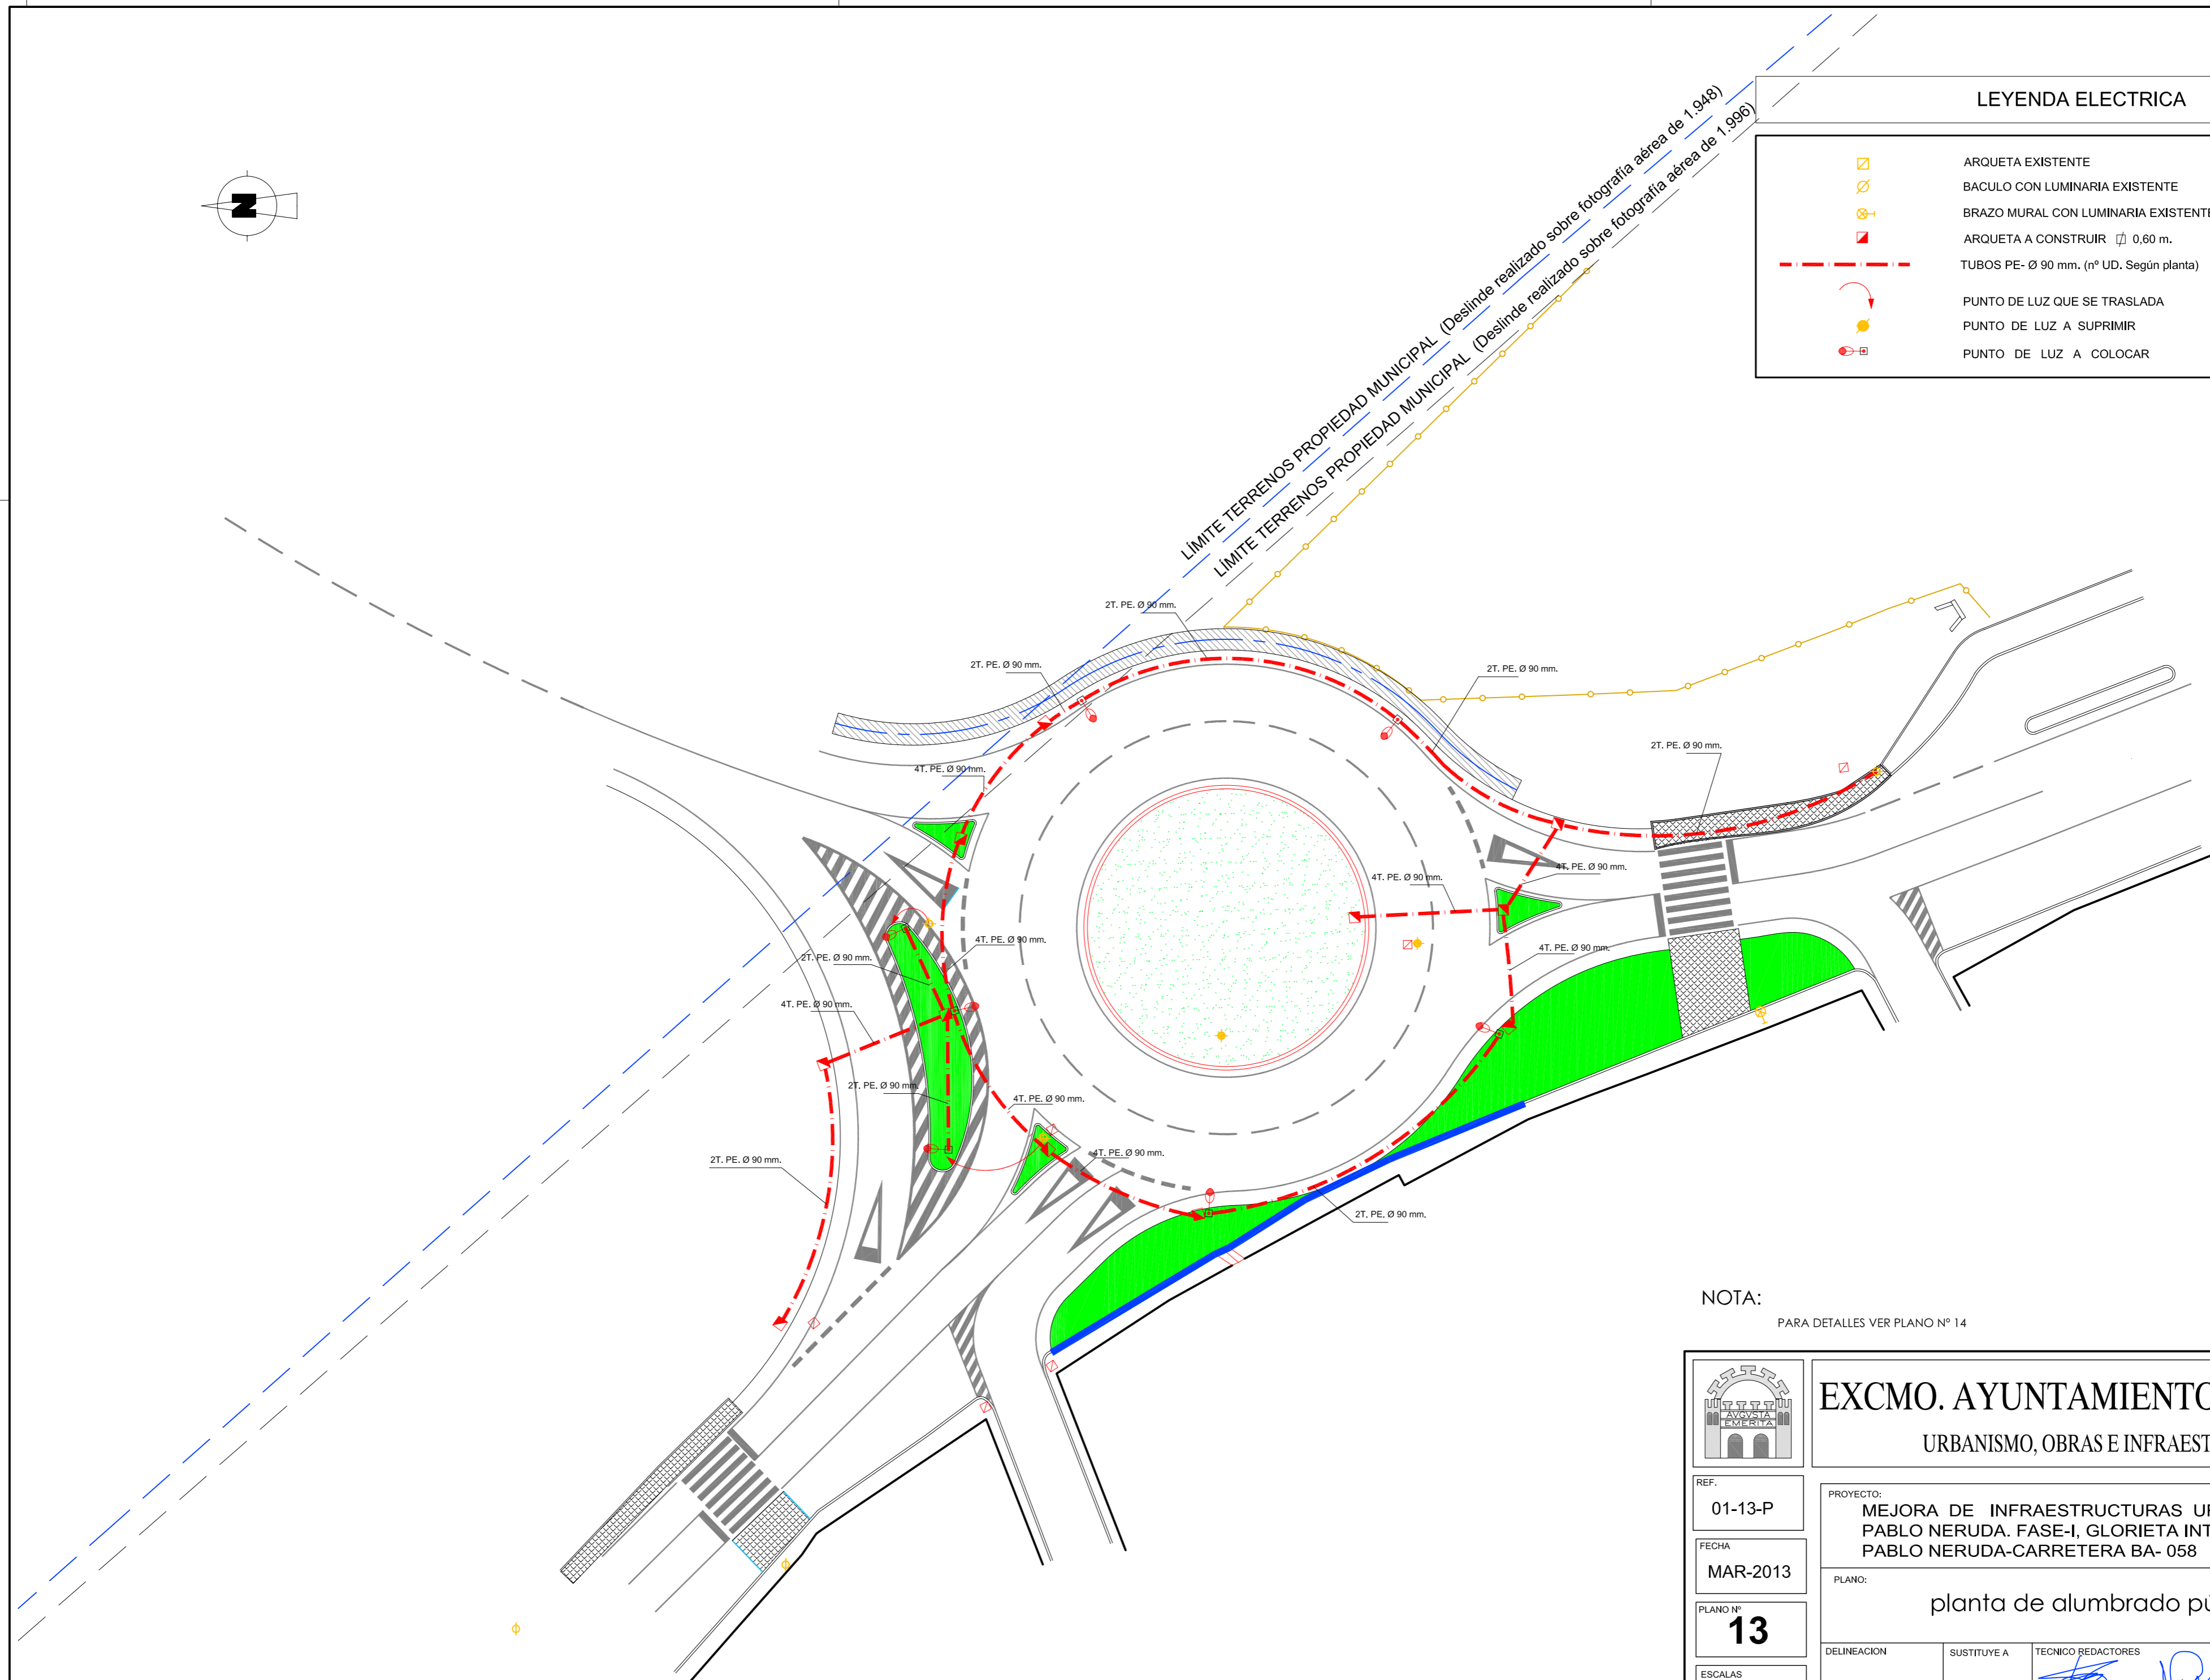 LEYENDA ELECTRICA
ARQUETA EXISTENTE
BACULO CON LUMINARIA EXISTENTE
BRAZO MURAL CON LUMINARIA EXISTENTE
ARQUETA A CONSTRUIR 0,60 m.
TUBOS PE- Ø 90 mm. (nº UD. Según planta)
PUNTO DE LUZ QUE SE TRASLADA
PUNTO DE LUZ A SUPRIMIR
PUNTO DE LUZ A COLOCAR
N
LÍMITE TERRENOS PROPIEDAD MUNICIPAL (Deslinde realizado sobre fotografía aérea de 1.948)
LÍMITE TERRENOS PROPIEDAD MUNICIPAL (Deslinde realizado sobre fotografía aérea de 1.996)
2T. PE. Ø 90 mm.
2T. PE. Ø 90 mm.
2T. PE. Ø 90 mm.
2T. PE. Ø 90 mm.
4T. PE. Ø 90 mm.
4T. PE. Ø 90 mm.
4T. PE. Ø 90 mm.
4T. PE. Ø 90 mm.
4T. PE. Ø 90 mm.
2T. PE. Ø 90 mm.
4T. PE. Ø 90 mm.
2T. PE. Ø 90 mm.
4T. PE. Ø 90 mm.
4T. PE. Ø 90 mm.
2T. PE. Ø 90 mm.
2T. PE. Ø 90 mm.
NOTA:
PARA DETALLES VER PLANO Nº 14
AVGVSTA
EMERITA
EXCMO. AYUNTAMIENTO
URBANISMO, OBRAS E INFRAEST
REF.
01-13-P
FECHA
MAR-2013
PLANO Nº
13
ESCALAS
PROYECTO:
MEJORA DE INFRAESTRUCTURAS U
PABLO NERUDA. FASE-I, GLORIETA INT
PABLO NERUDA-CARRETERA BA- 058
PLANO:
planta de alumbrado pú
DELINEACION
SUSTITUYE A
TECNICO REDACTORES